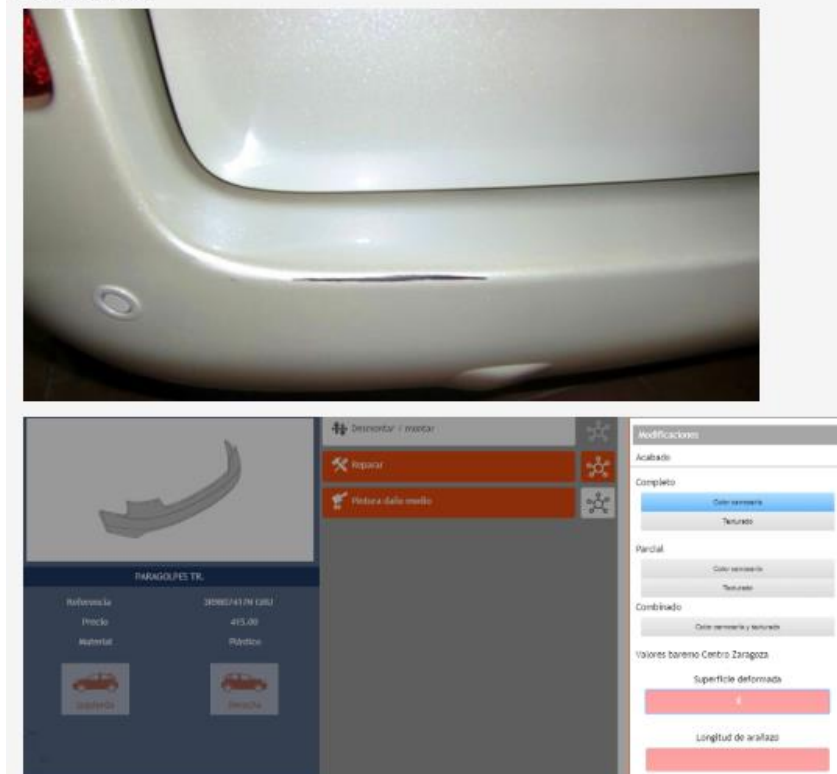 Desmontar / montar
Reparar
Pintura daño medio
PARAGOLPES TR.
Referencia
Precio 415.00
Material Plástico
Izquierda Derecha
Modificaciones
Acabado
Completo
Color carrocería
Texturado
Parcial
Color carrocería
Texturado
Combinado
Color carrocería y texturado
Valores baremo Centro Zaragoza
Superficie deformada
Longitud de arañazo